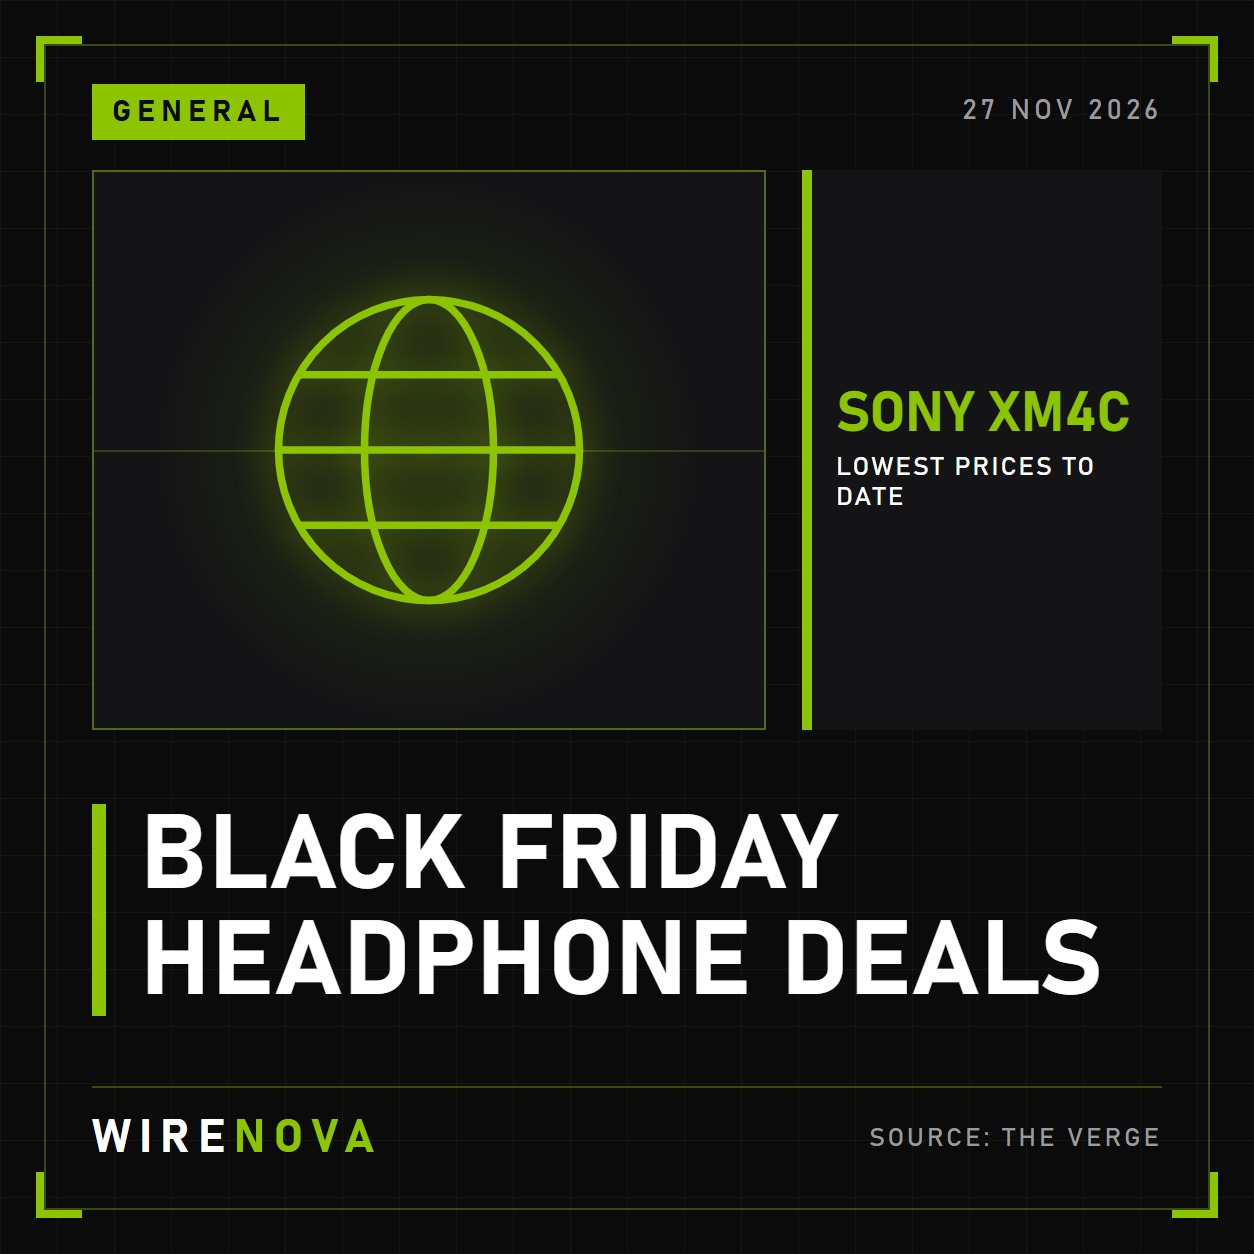 GENERAL
27 NOV 2026
SONY XM4C
LOWEST PRICES TO
DATE
BLACK FRIDAY
HEADPHONE DEALS
WIRENOVA
SOURCE: THE VERGE